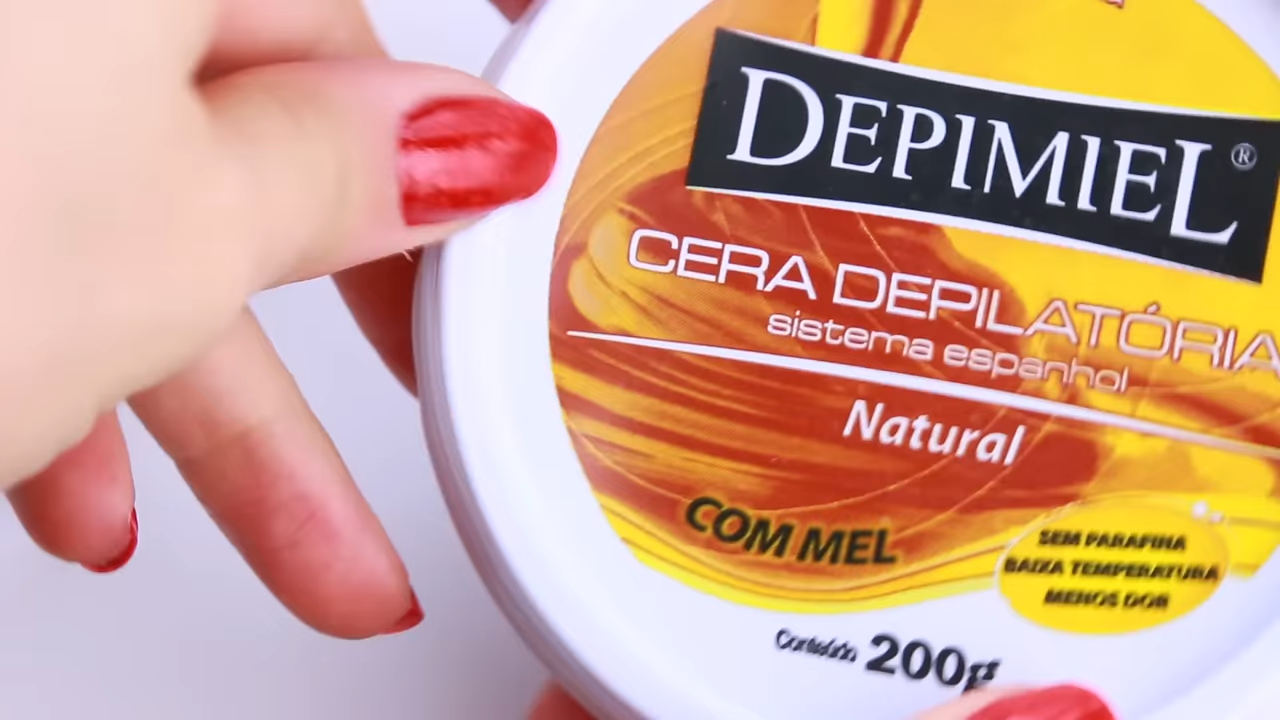 DEPIMIEL®
CERA DEPILATÓRIA
sistema espanhol
Natural
COM MEL
SEM PARAFINA
BAIXA TEMPERATURA
MENOS DOR
Conteúdo 200g